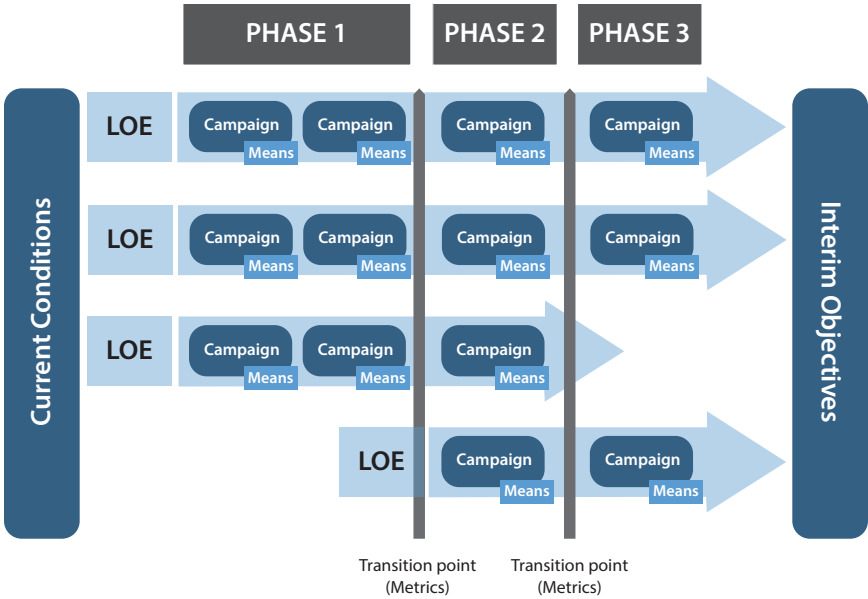 PHASE 1
PHASE 2
PHASE 3
Current Conditions
LOE
Campaign
Means
Campaign
Means
Campaign
Means
Campaign
Means
LOE
Campaign
Means
Campaign
Means
Campaign
Means
Campaign
Means
LOE
Campaign
Means
Campaign
Means
Campaign
Means
LOE
Campaign
Means
Campaign
Means
Interim Objectives
Transition point
(Metrics)
Transition point
(Metrics)